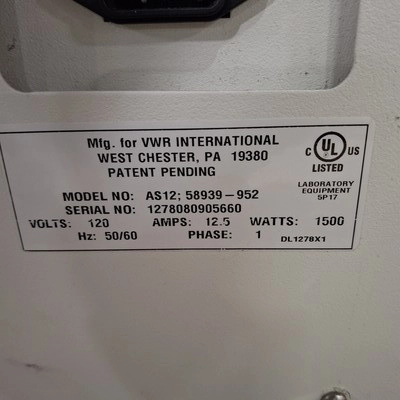 Mfg. for VWR INTERNATIONAL
WEST CHESTER, PA 19380
PATENT PENDING
MODEL NO: AS12; 58939-952
SERIAL NO: 1278080905660
VOLTS: 120 AMPS: 12.5 WATTS: 1500
Hz: 50/60 PHASE: 1 DL1278X1
C UL US
LISTED
LABORATORY
EQUIPMENT
5P17